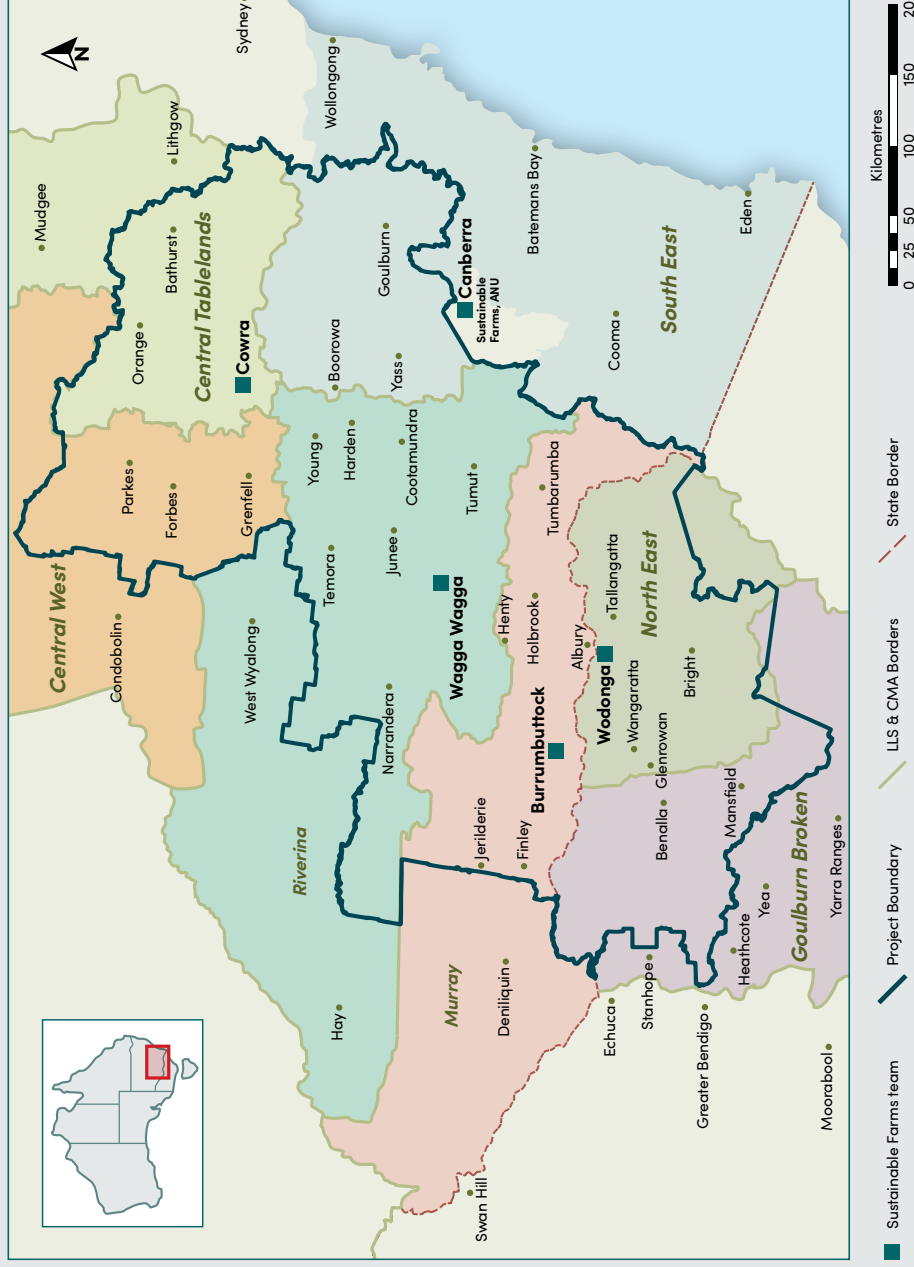 N
Sydney
Mudgee
Lithgow
Wollongong
Bathurst
Central Tablelands
Orange
Cowra
Goulburn
Boorowa
Yass
Canberra
Sustainable
Farms, ANU
Batemans Bay
South East
Eden
Cooma
Central West
Parkes
Forbes
Grenfell
Condobolin
Young
Harden
Cootamundra
Tumut
Temora
Junee
West Wyalong
Wagga Wagga
Narrandera
Riverina
Hay
Tumbarumba
Henty
Holbrook
Albury
Burrumbuttock
Jerilderie
Finley
Murray
Deniliquin
Swan Hill
Tallangatta
North East
Wodonga
Wangaratta
Glenrowan
Bright
Benalla
Mansfield
Goulburn Broken
Yarra Ranges
Yea
Heathcote
Stanhope
Echuca
Greater Bendigo
Moorabool
Sustainable Farms team
Project Boundary
LLS & CMA Borders
State Border
Kilometres
0 25 50 100 150 20